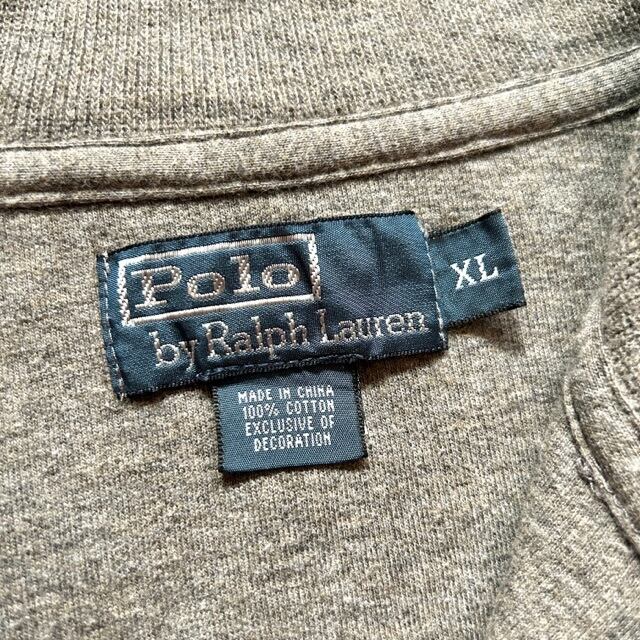 Polo
by Ralph Lauren
XL
MADE IN CHINA
100% COTTON
EXCLUSIVE OF
DECORATION